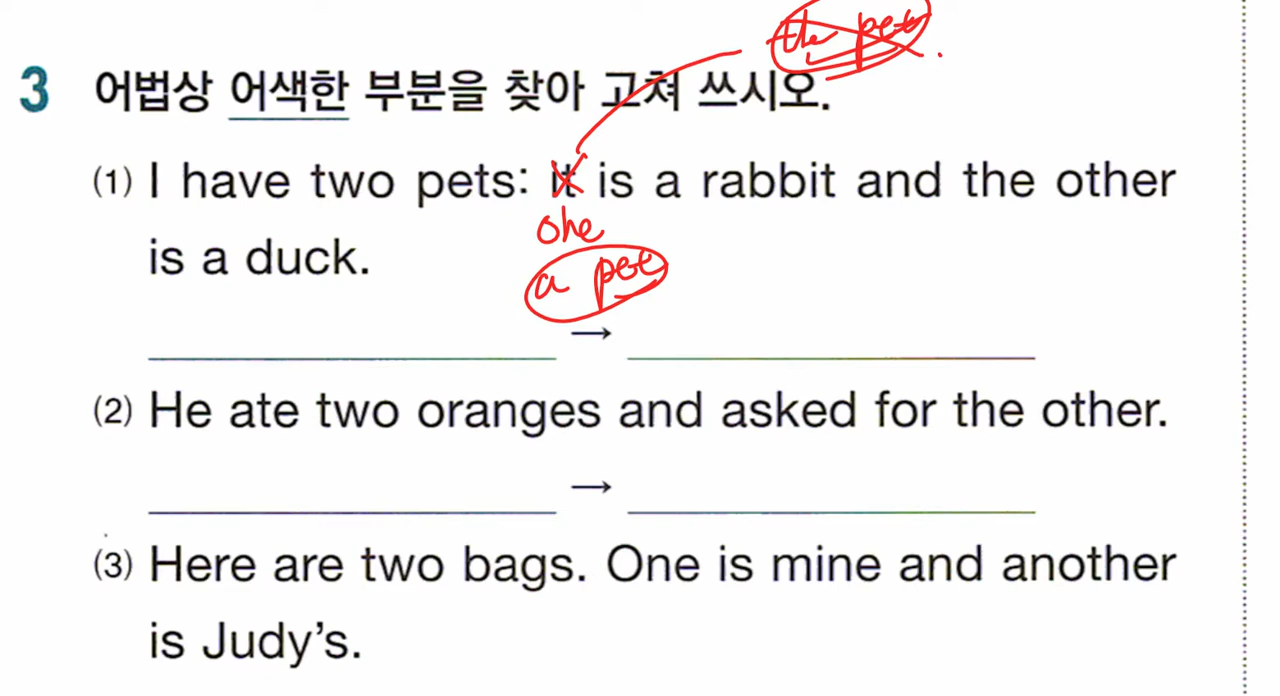 the pet
3 어법상 어색한 부분을 찾아 고쳐 쓰시오.
(1) I have two pets: it is a rabbit and the other
one
is a duck.
a pet
→
(2) He ate two oranges and asked for the other.
→
(3) Here are two bags. One is mine and another
is Judy's.